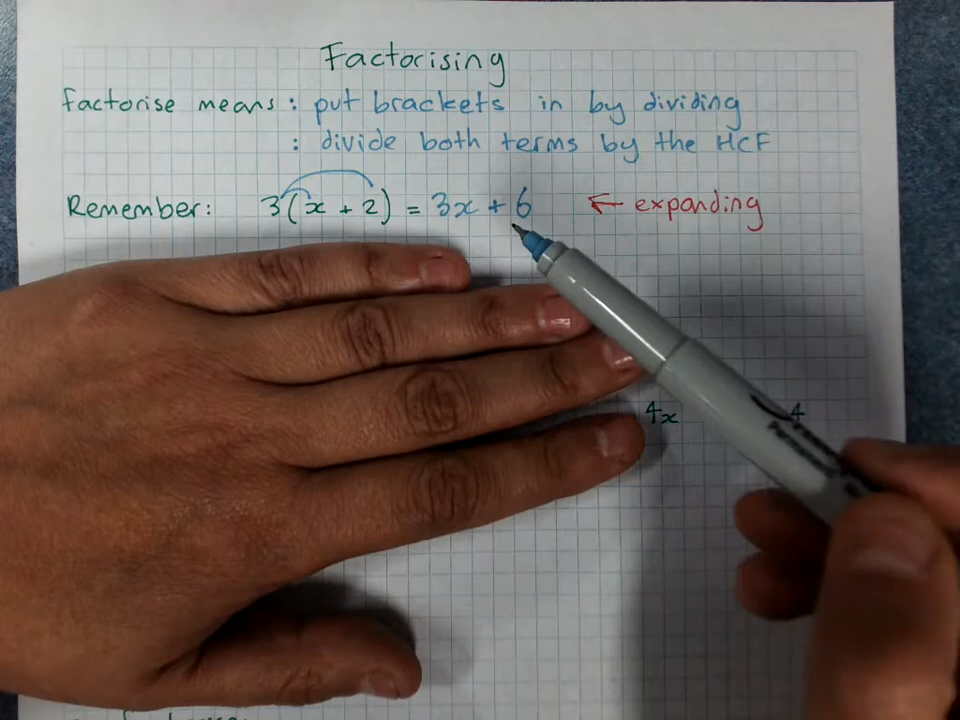 Factorising
factorise means : put brackets in by dividing
: divide both terms by the HCF
Remember: 3(x + 2) = 3x + 6 ← expanding
4x 4